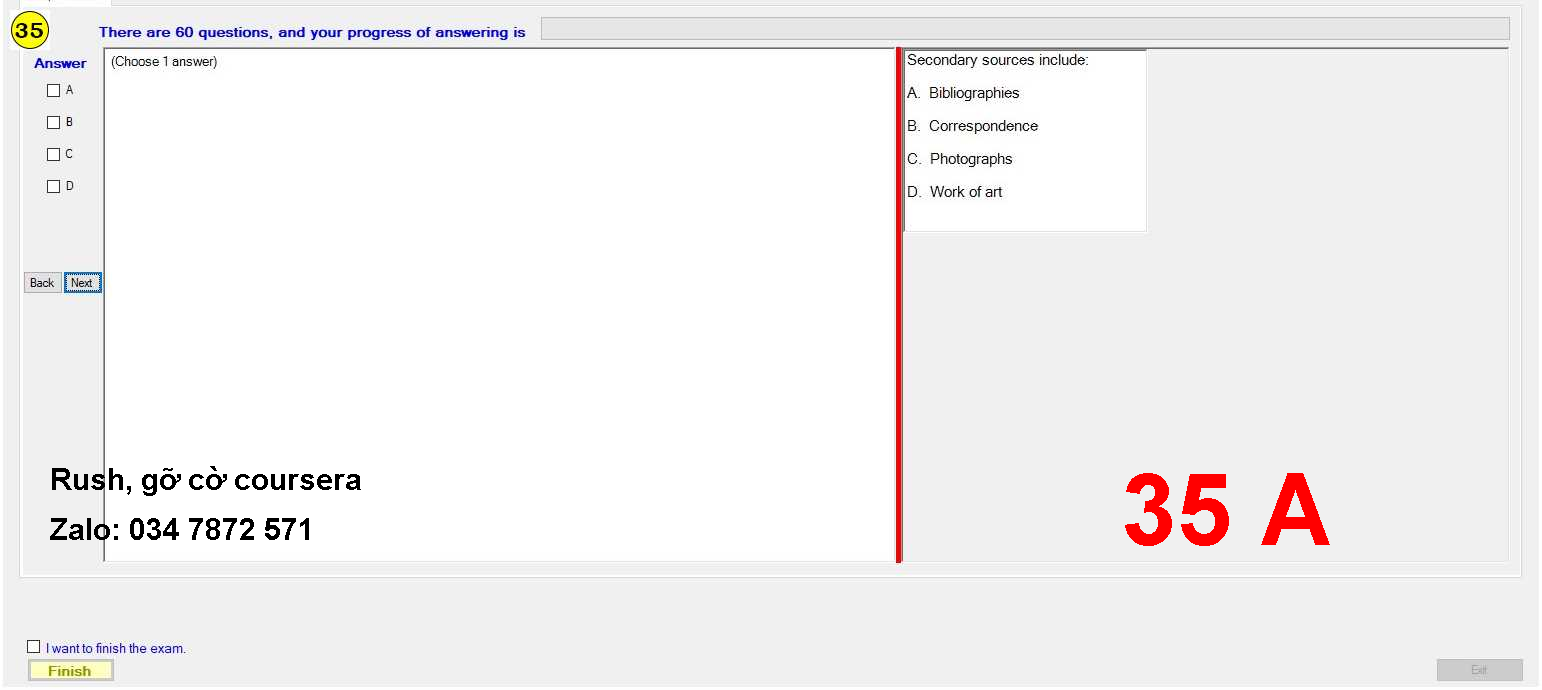 35
There are 60 questions, and your progress of answering is
Answer
(Choose 1 answer)
A
B
C
D
Back
Next
Secondary sources include:
A. Bibliographies
B. Correspondence
C. Photographs
D. Work of art
Rush, gỡ cờ coursera
Zalo: 034 7872 571
35 A
I want to finish the exam.
Finish
Exit